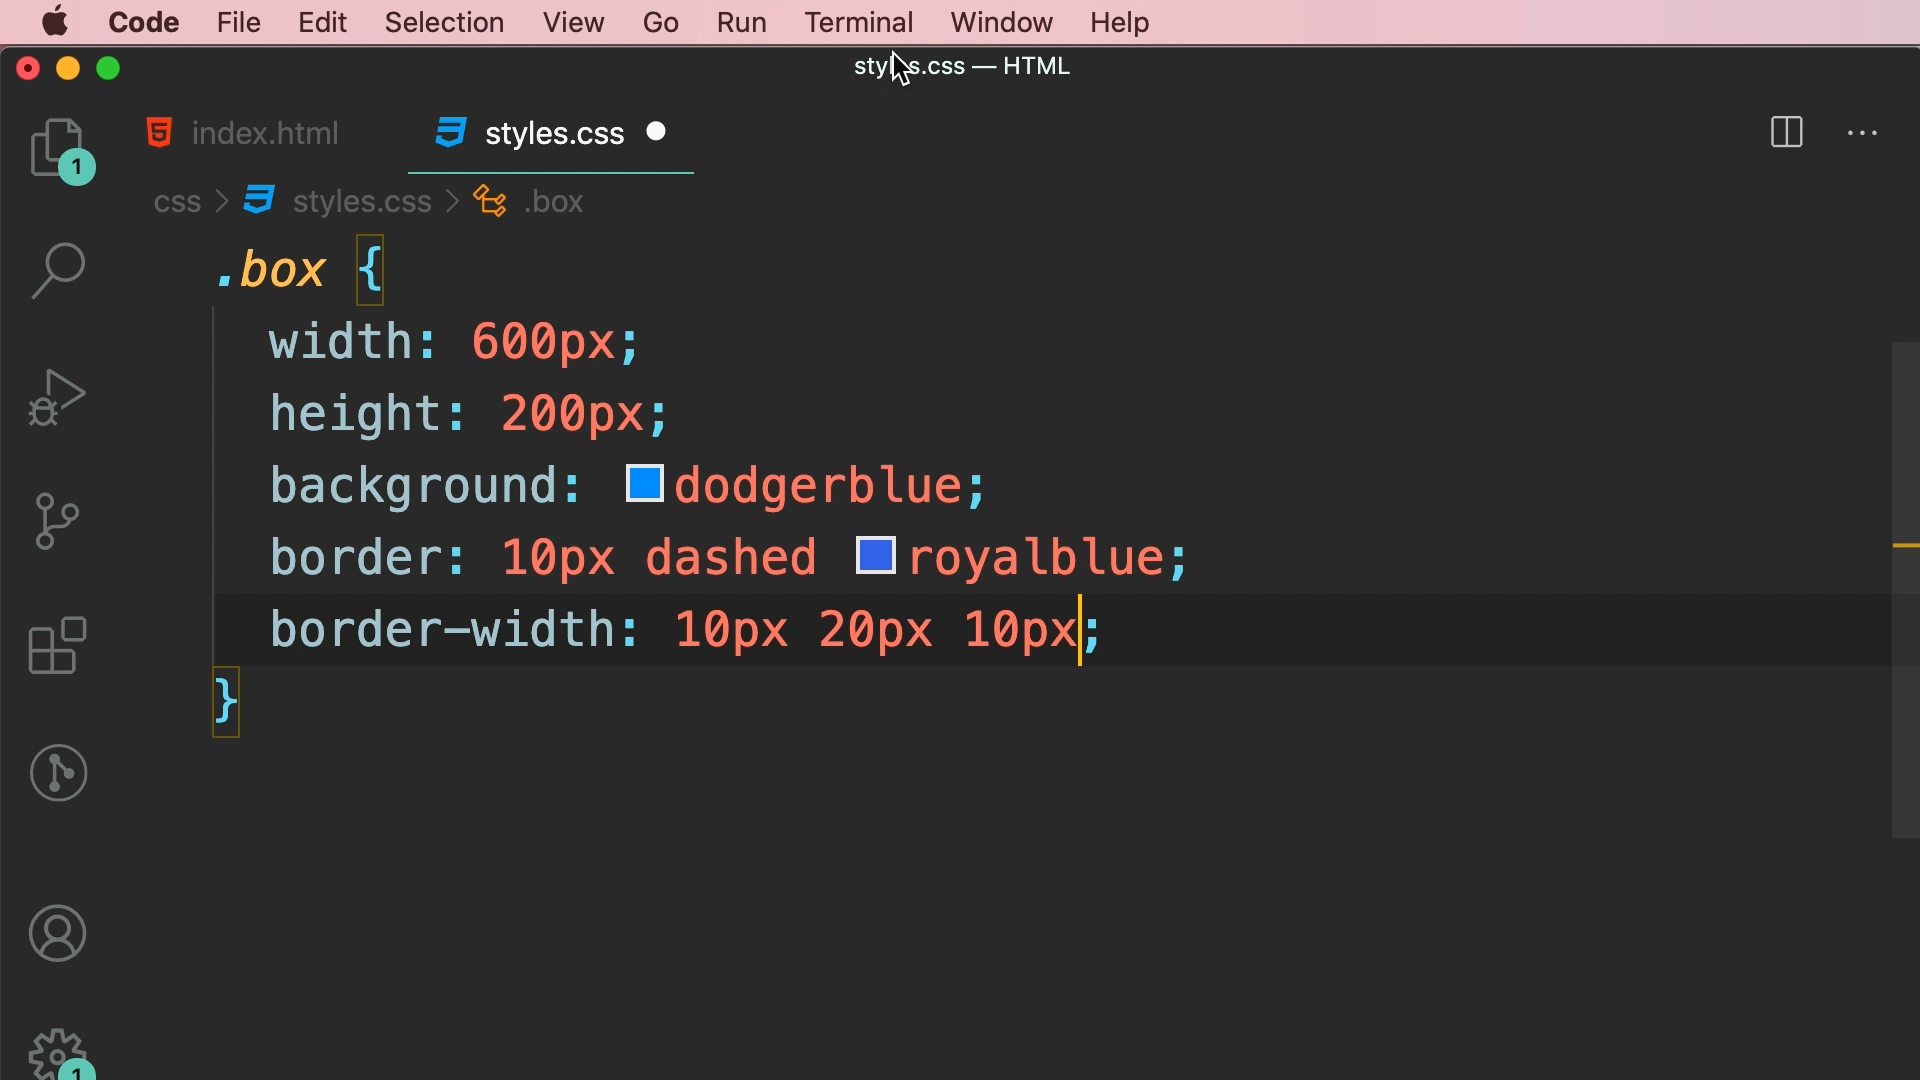 Code File Edit Selection View Go Run Terminal Window Help
styles.css — HTML
index.html styles.css
1
css > styles.css > .box
.box {
width: 600px;
height: 200px;
background: dodgerblue;
border: 10px dashed royalblue;
border-width: 10px 20px 10px;
}
1